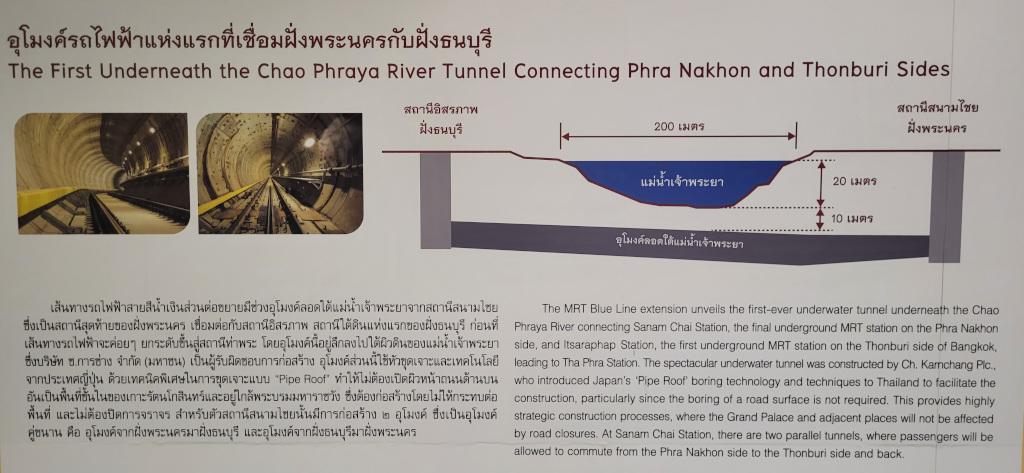 อุโมงค์รถไฟฟ้าแห่งแรกที่เชื่อมฝั่งพระนครกับฝั่งธนบุรี
The First Underneath the Chao Phraya River Tunnel Connecting Phra Nakhon and Thonburi Sides
สถานีอิสรภาพ
ฝั่งธนบุรี
200 เมตร
สถานีสนามไชย
ฝั่งพระนคร
แม่น้ำเจ้าพระยา
20 เมตร
10 เมตร
อุโมงค์ลอดใต้แม่น้ำเจ้าพระยา
เส้นทางรถไฟฟ้าสายสีน้ำเงินส่วนต่อขยายมีช่วงอุโมงค์ลอดใต้แม่น้ำเจ้าพระยาจากสถานีสนามไชย
ซึ่งเป็นสถานีสุดท้ายของฝั่งพระนคร เชื่อมต่อกับสถานีอิสรภาพ สถานีใต้ดินแห่งแรกของฝั่งธนบุรี ก่อนที่
เส้นทางรถไฟฟ้าจะค่อยๆ ยกระดับขึ้นสู่สถานีท่าพระ โดยอุโมงค์นี้อยู่ลึกลงไปใต้ผิวดินของแม่น้ำเจ้าพระยา
ซึ่งบริษัท ช.การช่าง จำกัด (มหาชน) เป็นผู้รับผิดชอบการก่อสร้าง อุโมงค์ส่วนนี้ใช้หัวขุดเจาะและเทคโนโลยี
จากประเทศญี่ปุ่น ด้วยเทคนิคพิเศษในการขุดเจาะแบบ “Pipe Roof” ทำให้ไม่ต้องเปิดผิวหน้าถนนด้านบน
อันเป็นพื้นที่ชั้นในของเกาะรัตนโกสินทร์และอยู่ใกล้พระบรมมหาราชวัง ซึ่งต้องก่อสร้างโดยไม่ให้กระทบต่อ
พื้นที่ และไม่ต้องปิดการจราจร สำหรับตัวสถานีสนามไชยนั้นมีการก่อสร้าง ๒ อุโมงค์ ซึ่งเป็นอุโมงค์
คู่ขนาน คือ อุโมงค์จากฝั่งพระนครมาฝั่งธนบุรี และอุโมงค์จากฝั่งธนบุรีมาฝั่งพระนคร
The MRT Blue Line extension unveils the first-ever underwater tunnel underneath the Chao
Phraya River connecting Sanam Chai Station, the final underground MRT station on the Phra Nakhon
side, and Itsaraphap Station, the first underground MRT station on the Thonburi side of Bangkok,
leading to Tha Phra Station. The spectacular underwater tunnel was constructed by Ch. Karnchang Plc.,
who introduced Japan's ‘Pipe Roof’ boring technology and techniques to Thailand to facilitate the
construction, particularly since the boring of a road surface is not required. This provides highly
strategic construction processes, where the Grand Palace and adjacent places will not be affected
by road closures. At Sanam Chai Station, there are two parallel tunnels, where passengers will be
allowed to commute from the Phra Nakhon side to the Thonburi side and back.